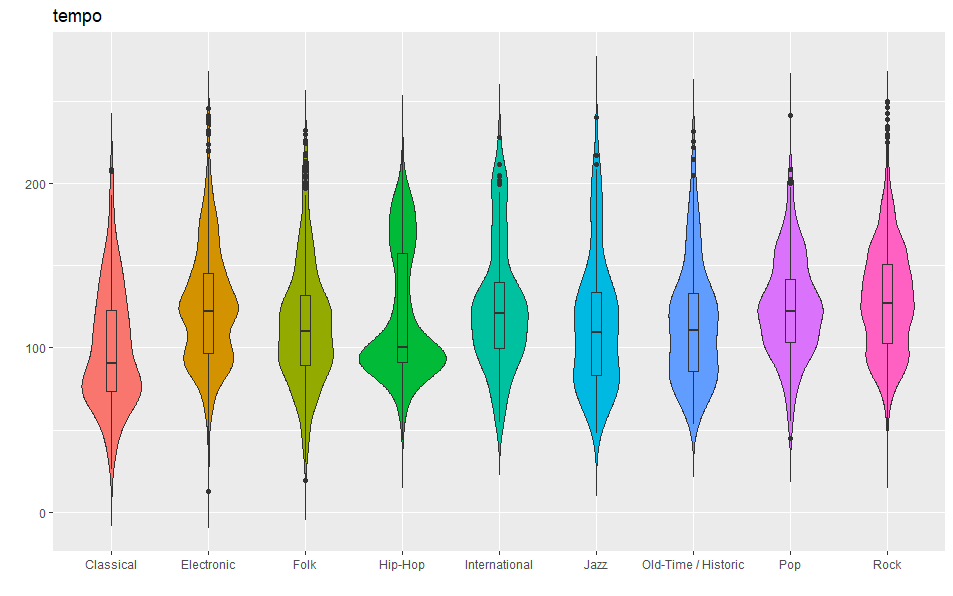 tempo
200
100
0
Classical
Electronic
Folk
Hip-Hop
International
Jazz
Old-Time / Historic
Pop
Rock